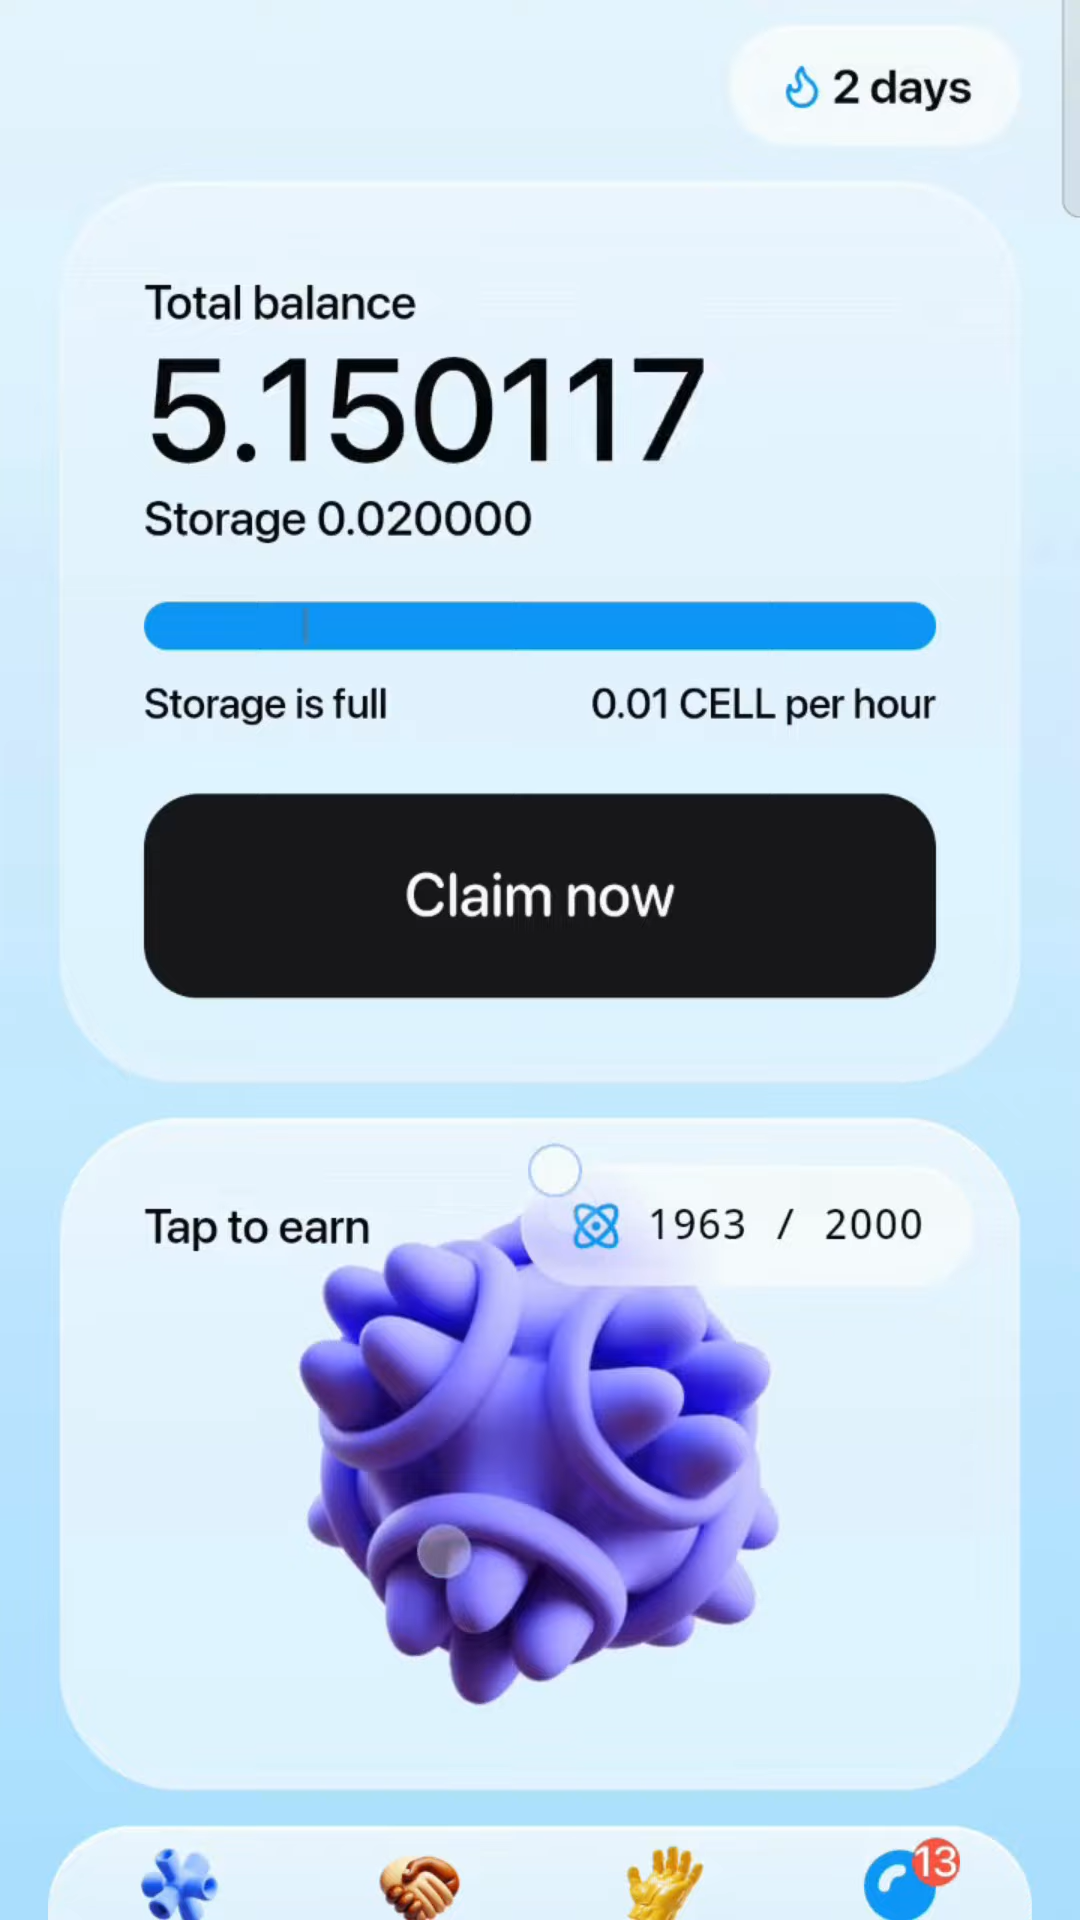 2 days
Total balance
5.150117
Storage 0.020000
Storage is full
0.01 CELL per hour
Claim now
Tap to earn
1963 / 2000
13